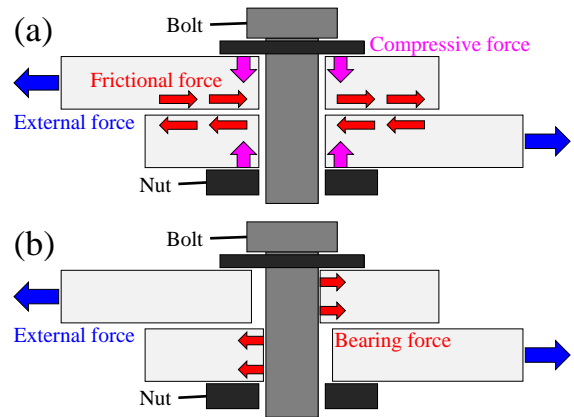 (a)
Bolt
Compressive force
Frictional force
External force
Nut
(b)
Bolt
External force
Bearing force
Nut